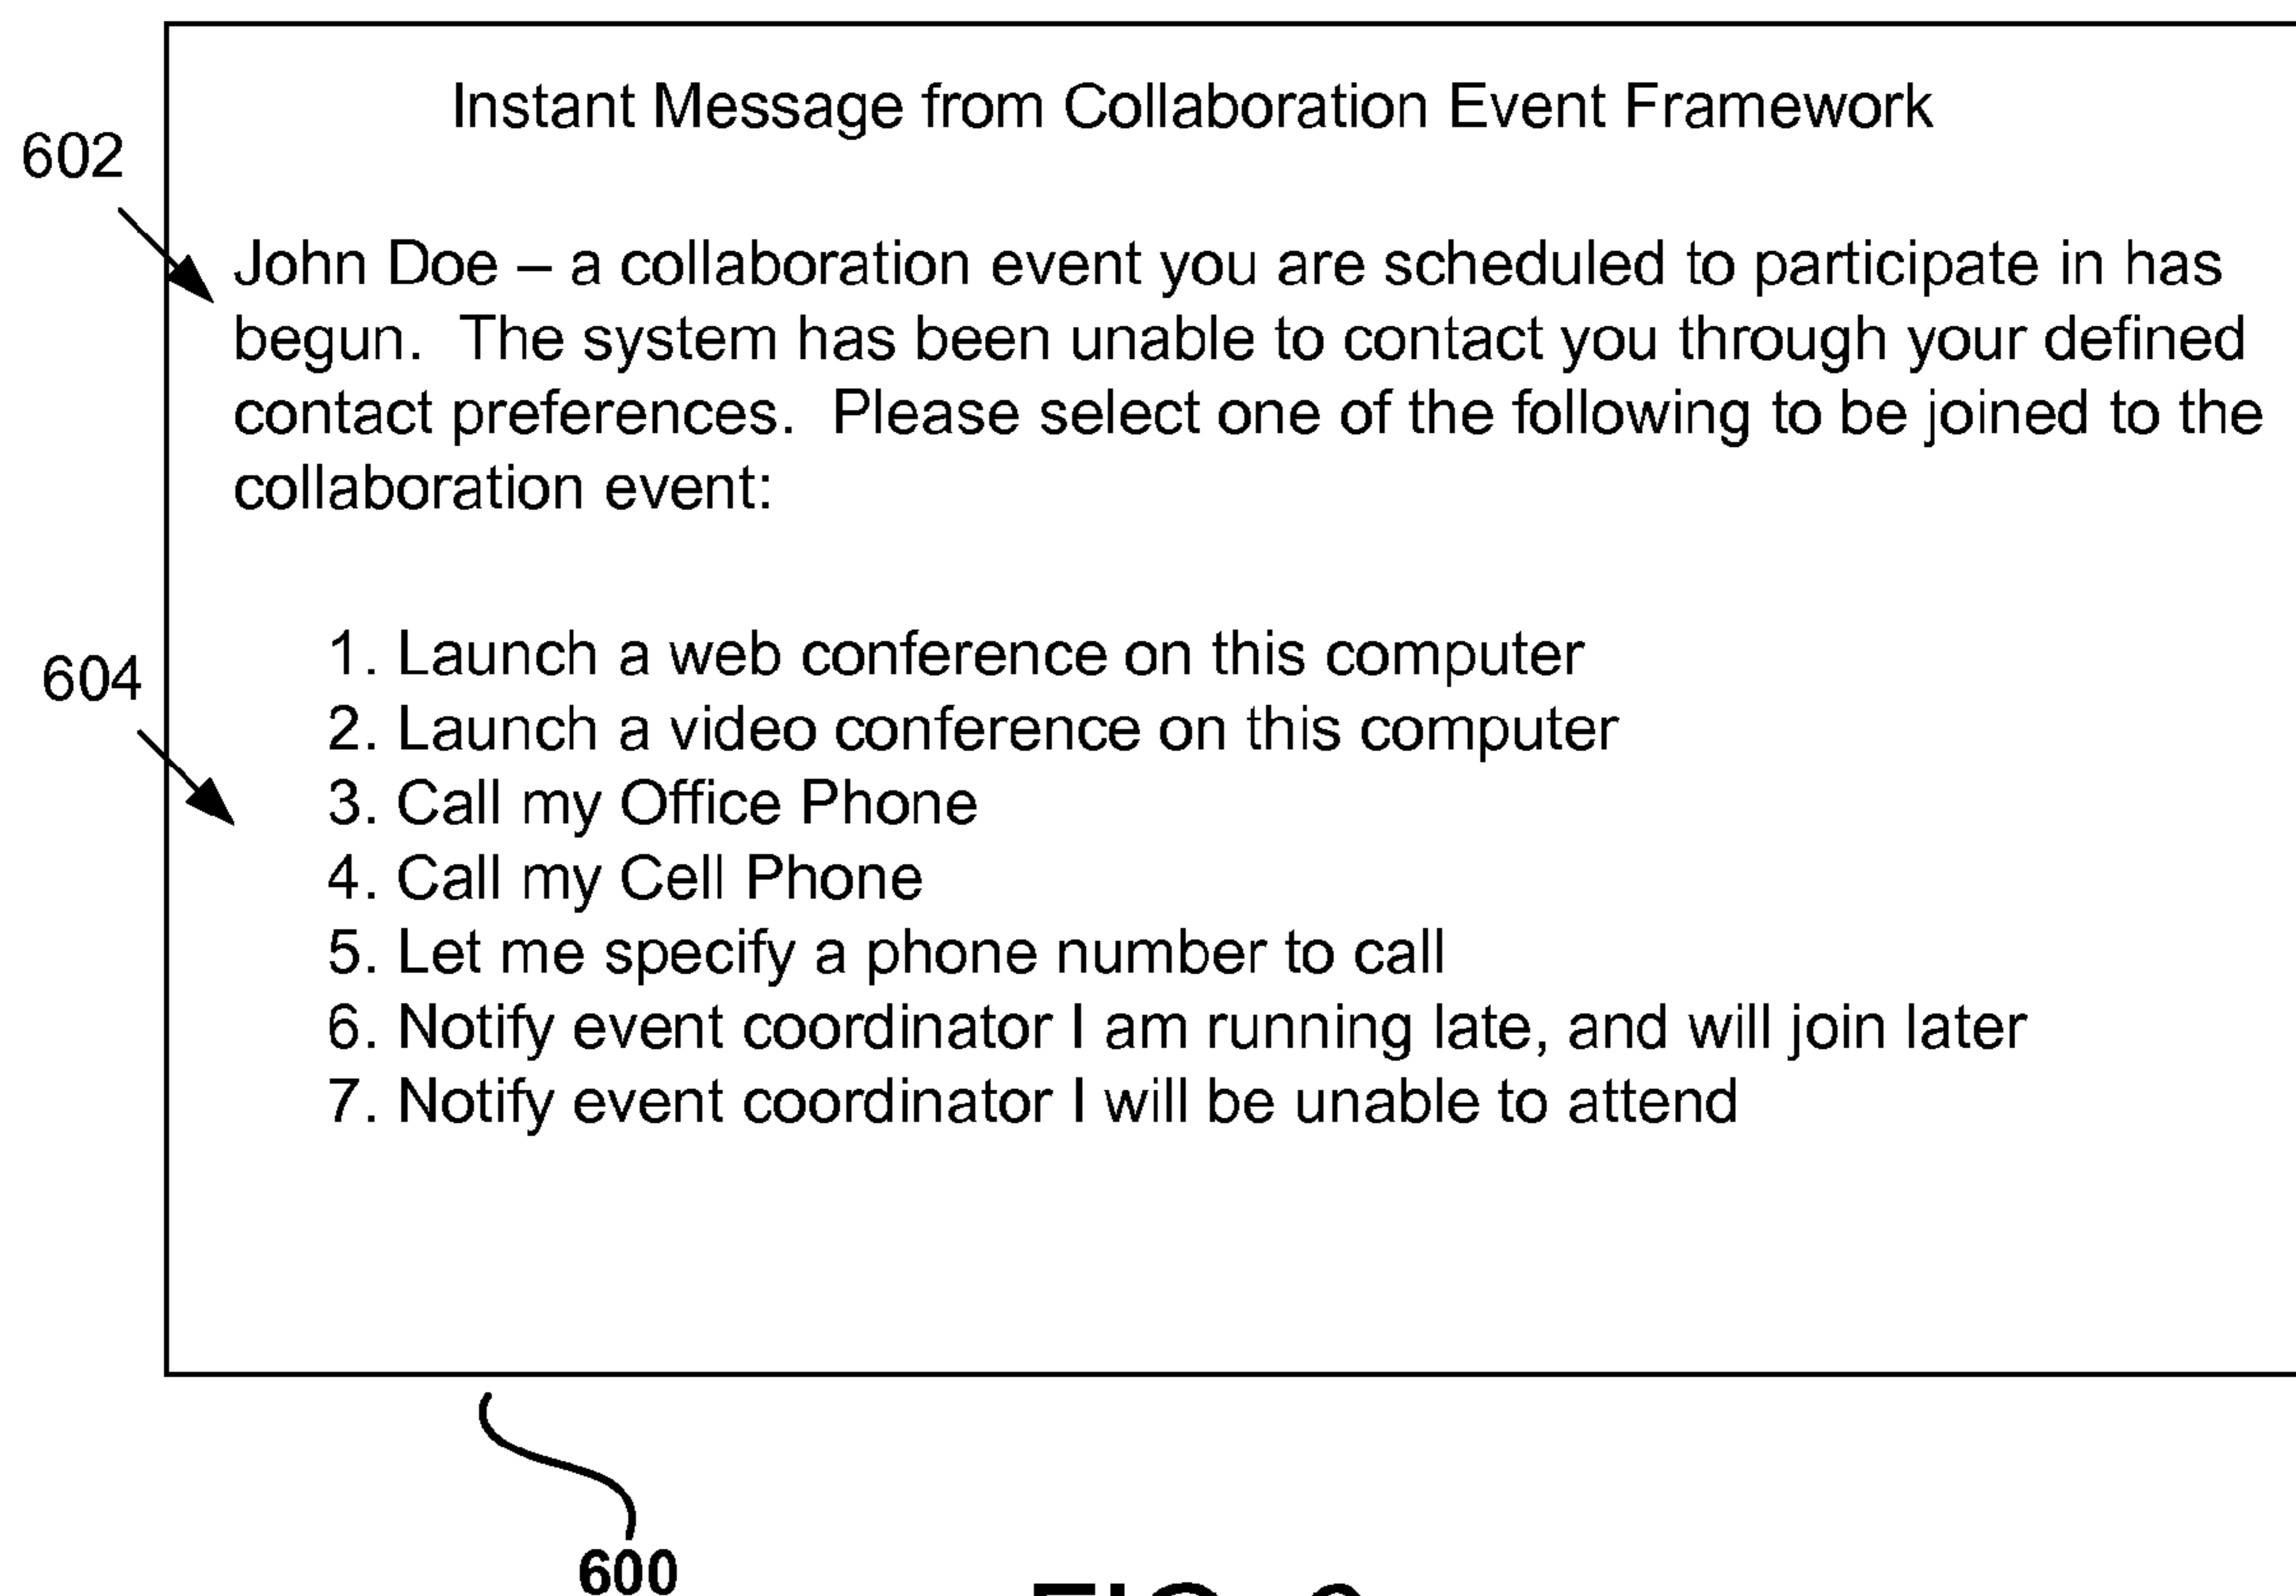 Instant Message from Collaboration Event Framework
602
John Doe – a collaboration event you are scheduled to participate in has
begun.  The system has been unable to contact you through your defined
contact preferences.  Please select one of the following to be joined to the
collaboration event:
604
1. Launch a web conference on this computer
2. Launch a video conference on this computer
3. Call my Office Phone
4. Call my Cell Phone
5. Let me specify a phone number to call
6. Notify event coordinator I am running late, and will join later
7. Notify event coordinator I will be unable to attend
600